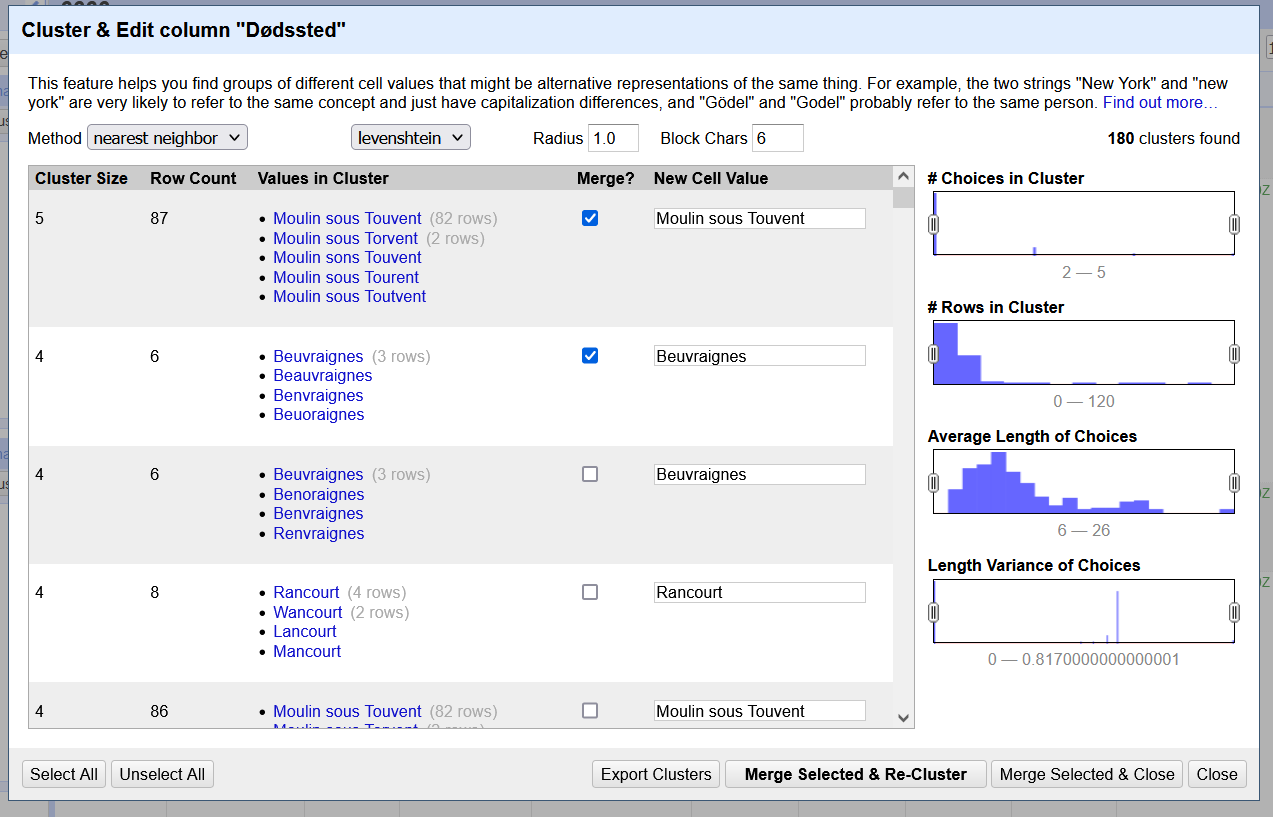 Cluster & Edit column "Dødssted"
This feature helps you find groups of different cell values that might be alternative representations of the same thing. For example, the two strings "New York" and "new
york" are very likely to refer to the same concept and just have capitalization differences, and "Gödel" and "Godel" probably refer to the same person. Find out more…
Method nearest neighbor levenshtein Radius 1.0 Block Chars 6 180 clusters found
Cluster Size Row Count Values in Cluster Merge? New Cell Value
5 87 • Moulin sous Touvent (82 rows) Moulin sous Touvent
• Moulin sous Torvent (2 rows)
• Moulin sons Touvent
• Moulin sous Tourent
• Moulin sous Toutvent
4 6 • Beuvraignes (3 rows) Beuvraignes
• Beauvraignes
• Benvraignes
• Beuoraignes
4 6 • Beuvraignes (3 rows) Beuvraignes
• Benoraignes
• Benvraignes
• Renvraignes
4 8 • Rancourt (4 rows) Rancourt
• Wancourt (2 rows)
• Lancourt
• Mancourt
4 86 • Moulin sous Touvent (82 rows) Moulin sous Touvent
# Choices in Cluster
2 — 5
# Rows in Cluster
0 — 120
Average Length of Choices
6 — 26
Length Variance of Choices
0 — 0.8170000000000001
Select All Unselect All Export Clusters Merge Selected & Re-Cluster Merge Selected & Close Close